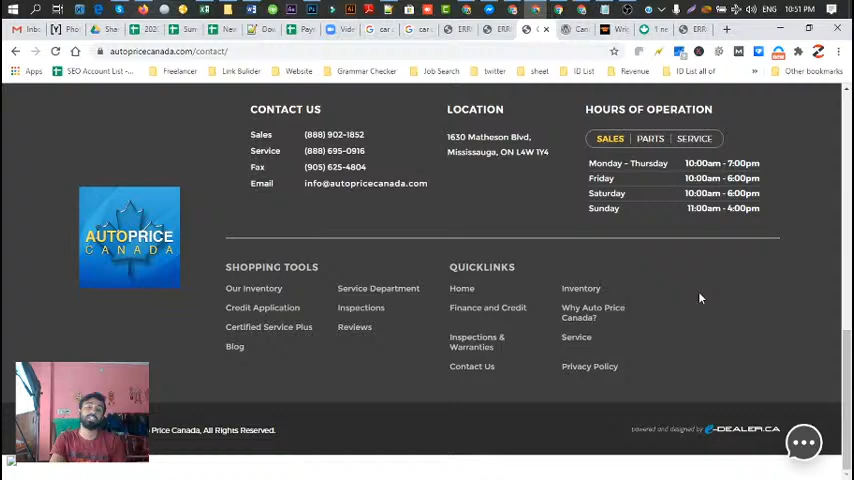 ENG 10:51 PM
autopricecanada.com/contact/
Apps SEO Account List -... Freelancer Link Builder Website Grammar Checker Job Search twitter sheet ID List Revenue ID List all of » Other bookmarks
CONTACT US
Sales (888) 902-1852
Service (888) 695-0916
Fax (905) 625-4804
Email info@autopricecanada.com
LOCATION
1630 Matheson Blvd,
Mississauga, ON L4W 1Y4
HOURS OF OPERATION
SALES PARTS SERVICE
Monday - Thursday 10:00am - 7:00pm
Friday 10:00am - 6:00pm
Saturday 10:00am - 6:00pm
Sunday 11:00am - 4:00pm
AUTOPRICE
CANADA
SHOPPING TOOLS
Our Inventory Service Department
Credit Application Inspections
Certified Service Plus Reviews
Blog
QUICKLINKS
Home Inventory
Finance and Credit Why Auto Price
Canada?
Inspections &
Warranties
Service
Contact Us Privacy Policy
Price Canada, All Rights Reserved.
powered and designed by e-DEALER.CA